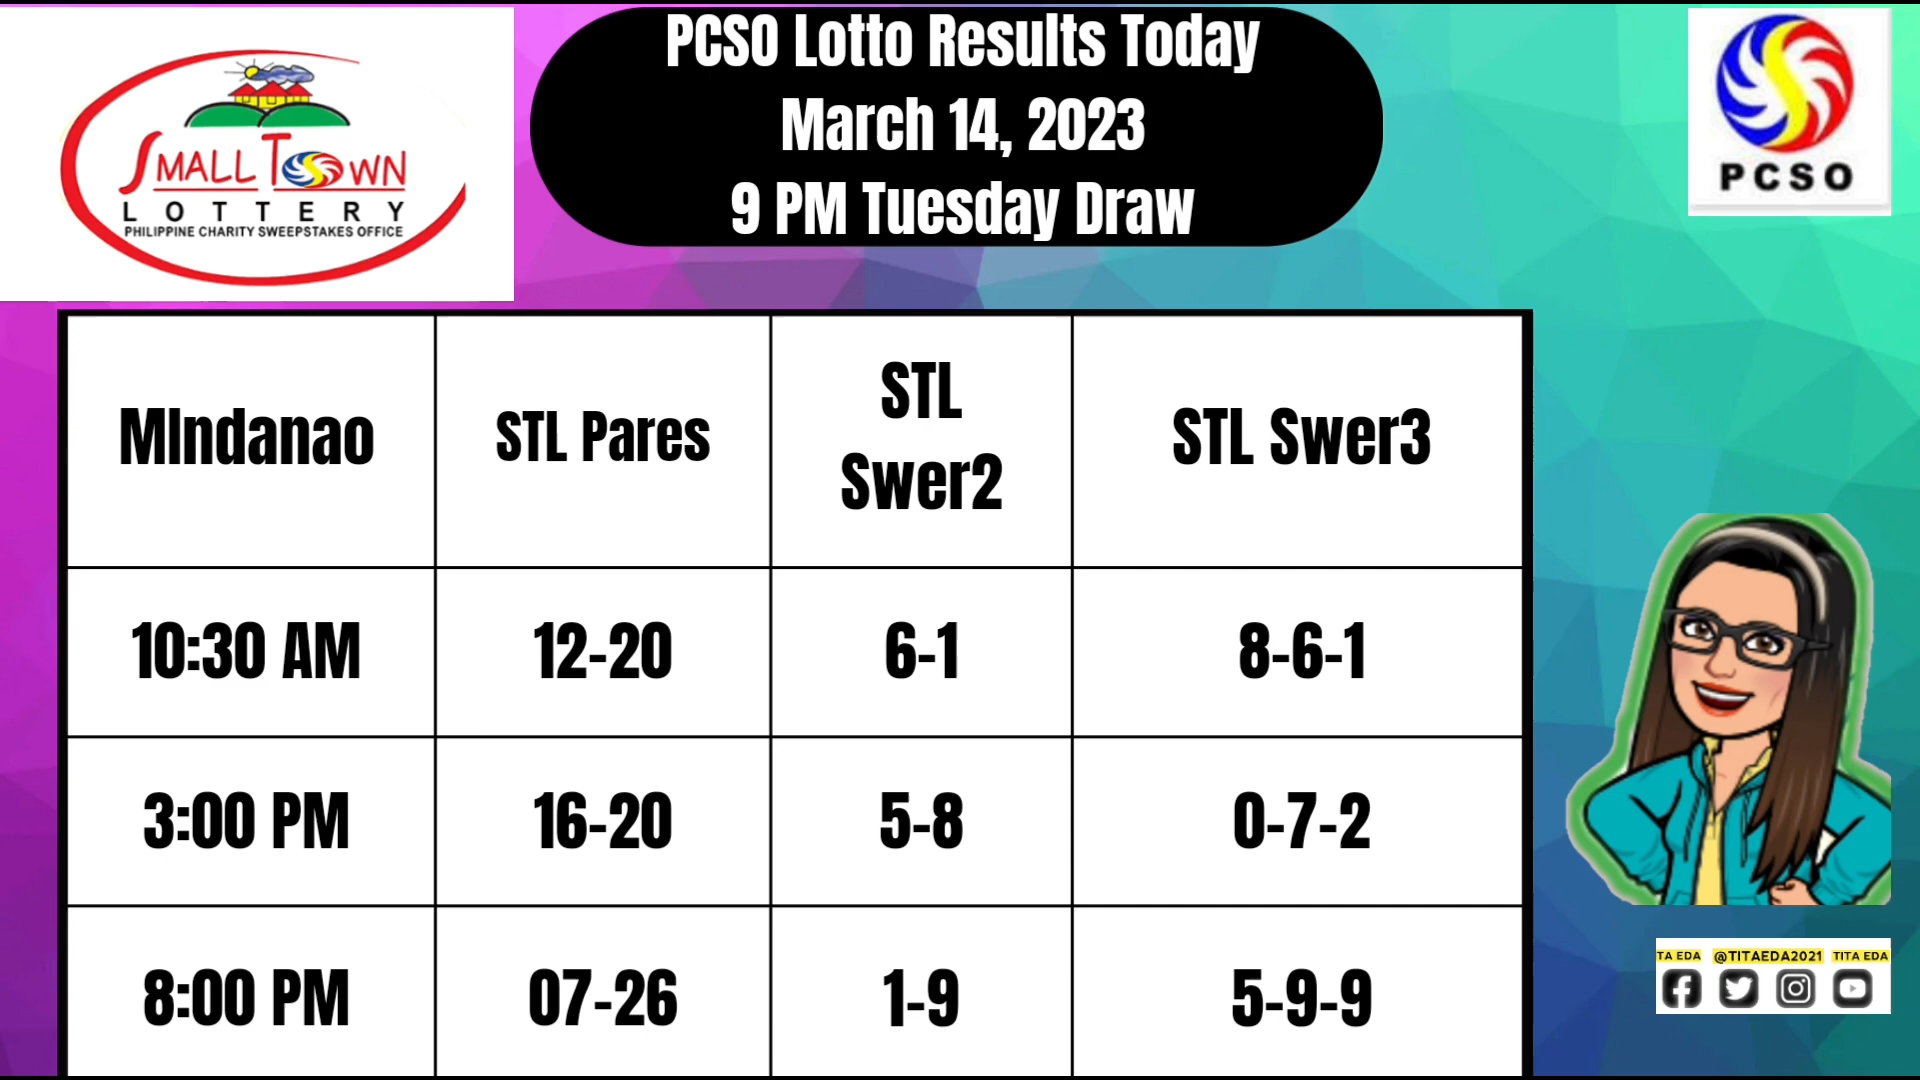 SMALL TOWN
LOTTERY
PHILIPPINE CHARITY SWEEPSTAKES OFFICE
PCSO Lotto Results Today
March 14, 2023
9 PM Tuesday Draw
PCSO
MIndanao STL Pares STL Swer2 STL Swer3
10:30 AM 12-20 6-1 8-6-1
3:00 PM 16-20 5-8 0-7-2
8:00 PM 07-26 1-9 5-9-9
TA EDA @TITAEDA2021 TITA EDA